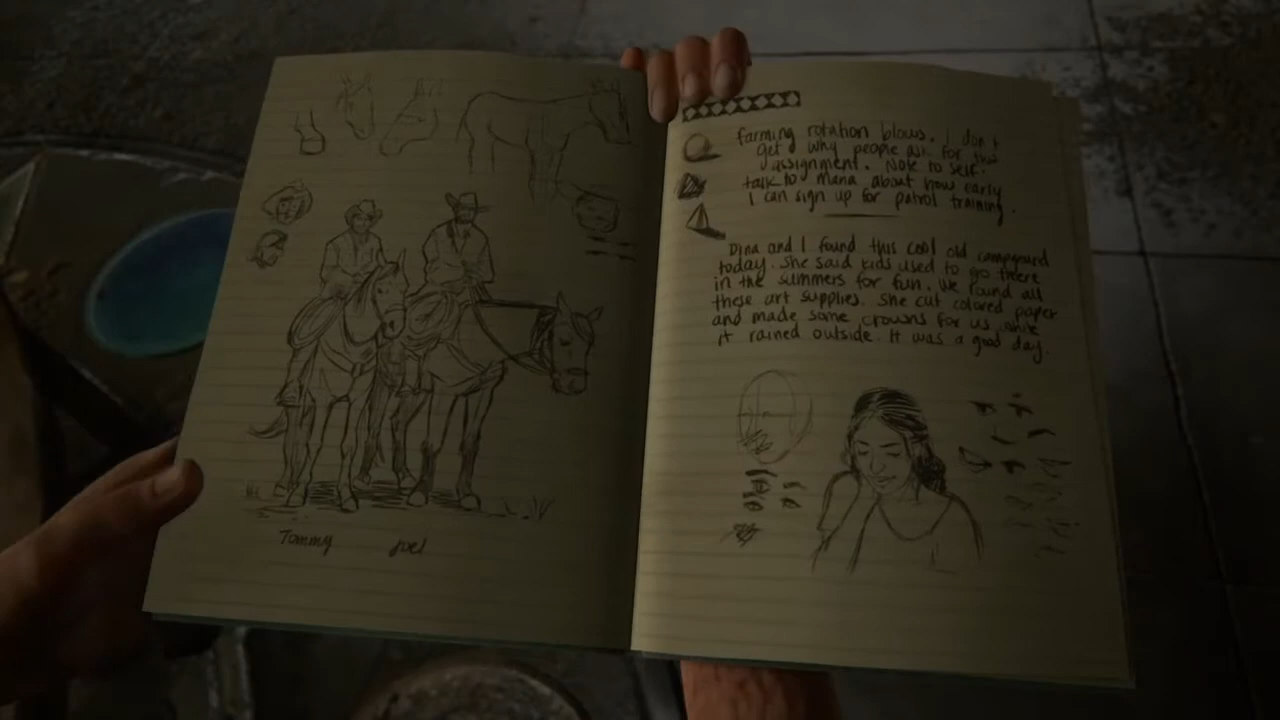 Tommy Joel
farming rotation blows. I don't
get why people ask for this
assignment. Note to self:
talk to Maria about how early
I can sign up for patrol training.
Dina and I found this cool old campground
today. She said kids used to go there
in the summers for fun. We found all
these art supplies. She cut colored paper
and made some crowns for us while
it rained outside. It was a good day.